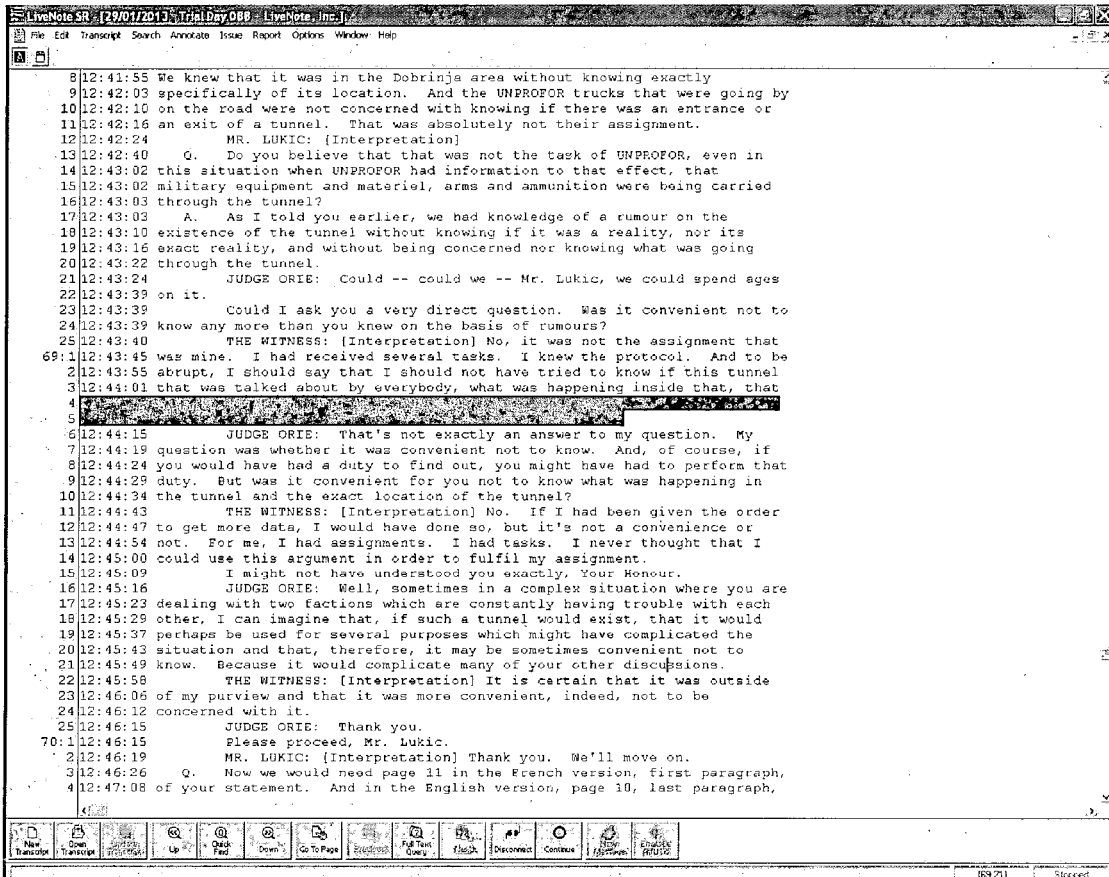 LiveNote SR - [29/01/2013, Trial Day OBB - LiveNote, Inc.]
File Edit Transcript Search Annotate Issue Report Options Window Help
8 12:41:55 We knew that it was in the Dobrinja area without knowing exactly
9 12:42:03 specifically of its location. And the UNPROFOR trucks that were going by
10 12:42:10 on the road were not concerned with knowing if there was an entrance or
11 12:42:16 an exit of a tunnel. That was absolutely not their assignment.
12 12:42:24 MR. LUKIC: [Interpretation]
13 12:42:40 Q. Do you believe that that was not the task of UNPROFOR, even in
14 12:43:02 this situation when UNPROFOR had information to that effect, that
15 12:43:02 military equipment and materiel, arms and ammunition were being carried
16 12:43:03 through the tunnel?
17 12:43:03 A. As I told you earlier, we had knowledge of a rumour on the
18 12:43:10 existence of the tunnel without knowing if it was a reality, nor its
19 12:43:16 exact reality, and without being concerned nor knowing what was going
20 12:43:22 through the tunnel.
21 12:43:24 JUDGE ORIE: Could -- could we -- Mr. Lukic, we could spend ages
22 12:43:39 on it.
23 12:43:39 Could I ask you a very direct question. Was it convenient not to
24 12:43:39 know any more than you knew on the basis of rumours?
25 12:43:40 THE WITNESS: [Interpretation] No, it was not the assignment that
69:1 12:43:45 was mine. I had received several tasks. I knew the protocol. And to be
2 12:43:55 abrupt, I should say that I should not have tried to know if this tunnel
3 12:44:01 that was talked about by everybody, what was happening inside that, that
4
5
6 12:44:15 JUDGE ORIE: That's not exactly an answer to my question. My
7 12:44:19 question was whether it was convenient not to know. And, of course, if
8 12:44:24 you would have had a duty to find out, you might have had to perform that
9 12:44:29 duty. But was it convenient for you not to know what was happening in
10 12:44:34 the tunnel and the exact location of the tunnel?
11 12:44:43 THE WITNESS: [Interpretation] No. If I had been given the order
12 12:44:47 to get more data, I would have done so, but it's not a convenience or
13 12:44:54 not. For me, I had assignments. I had tasks. I never thought that I
14 12:45:00 could use this argument in order to fulfil my assignment.
15 12:45:09 I might not have understood you exactly, Your Honour.
16 12:45:16 JUDGE ORIE: Well, sometimes in a complex situation where you are
17 12:45:23 dealing with two factions which are constantly having trouble with each
18 12:45:29 other, I can imagine that, if such a tunnel would exist, that it would
19 12:45:37 perhaps be used for several purposes which might have complicated the
20 12:45:43 situation and that, therefore, it may be sometimes convenient not to
21 12:45:49 know. Because it would complicate many of your other discussions.
22 12:45:58 THE WITNESS: [Interpretation] It is certain that it was outside
23 12:46:06 of my purview and that it was more convenient, indeed, not to be
24 12:46:12 concerned with it.
25 12:46:15 JUDGE ORIE: Thank you.
70:1 12:46:15 Please proceed, Mr. Lukic.
2 12:46:19 MR. LUKIC: [Interpretation] Thank you. We'll move on.
3 12:46:26 Q. Now we would need page 11 in the French version, first paragraph,
4 12:47:08 of your statement. And in the English version, page 10, last paragraph,
New Transcript Open Transcript Up Quick Find Down Go To Page Full Text Query Disconnect Continue
[69:21] Stopped